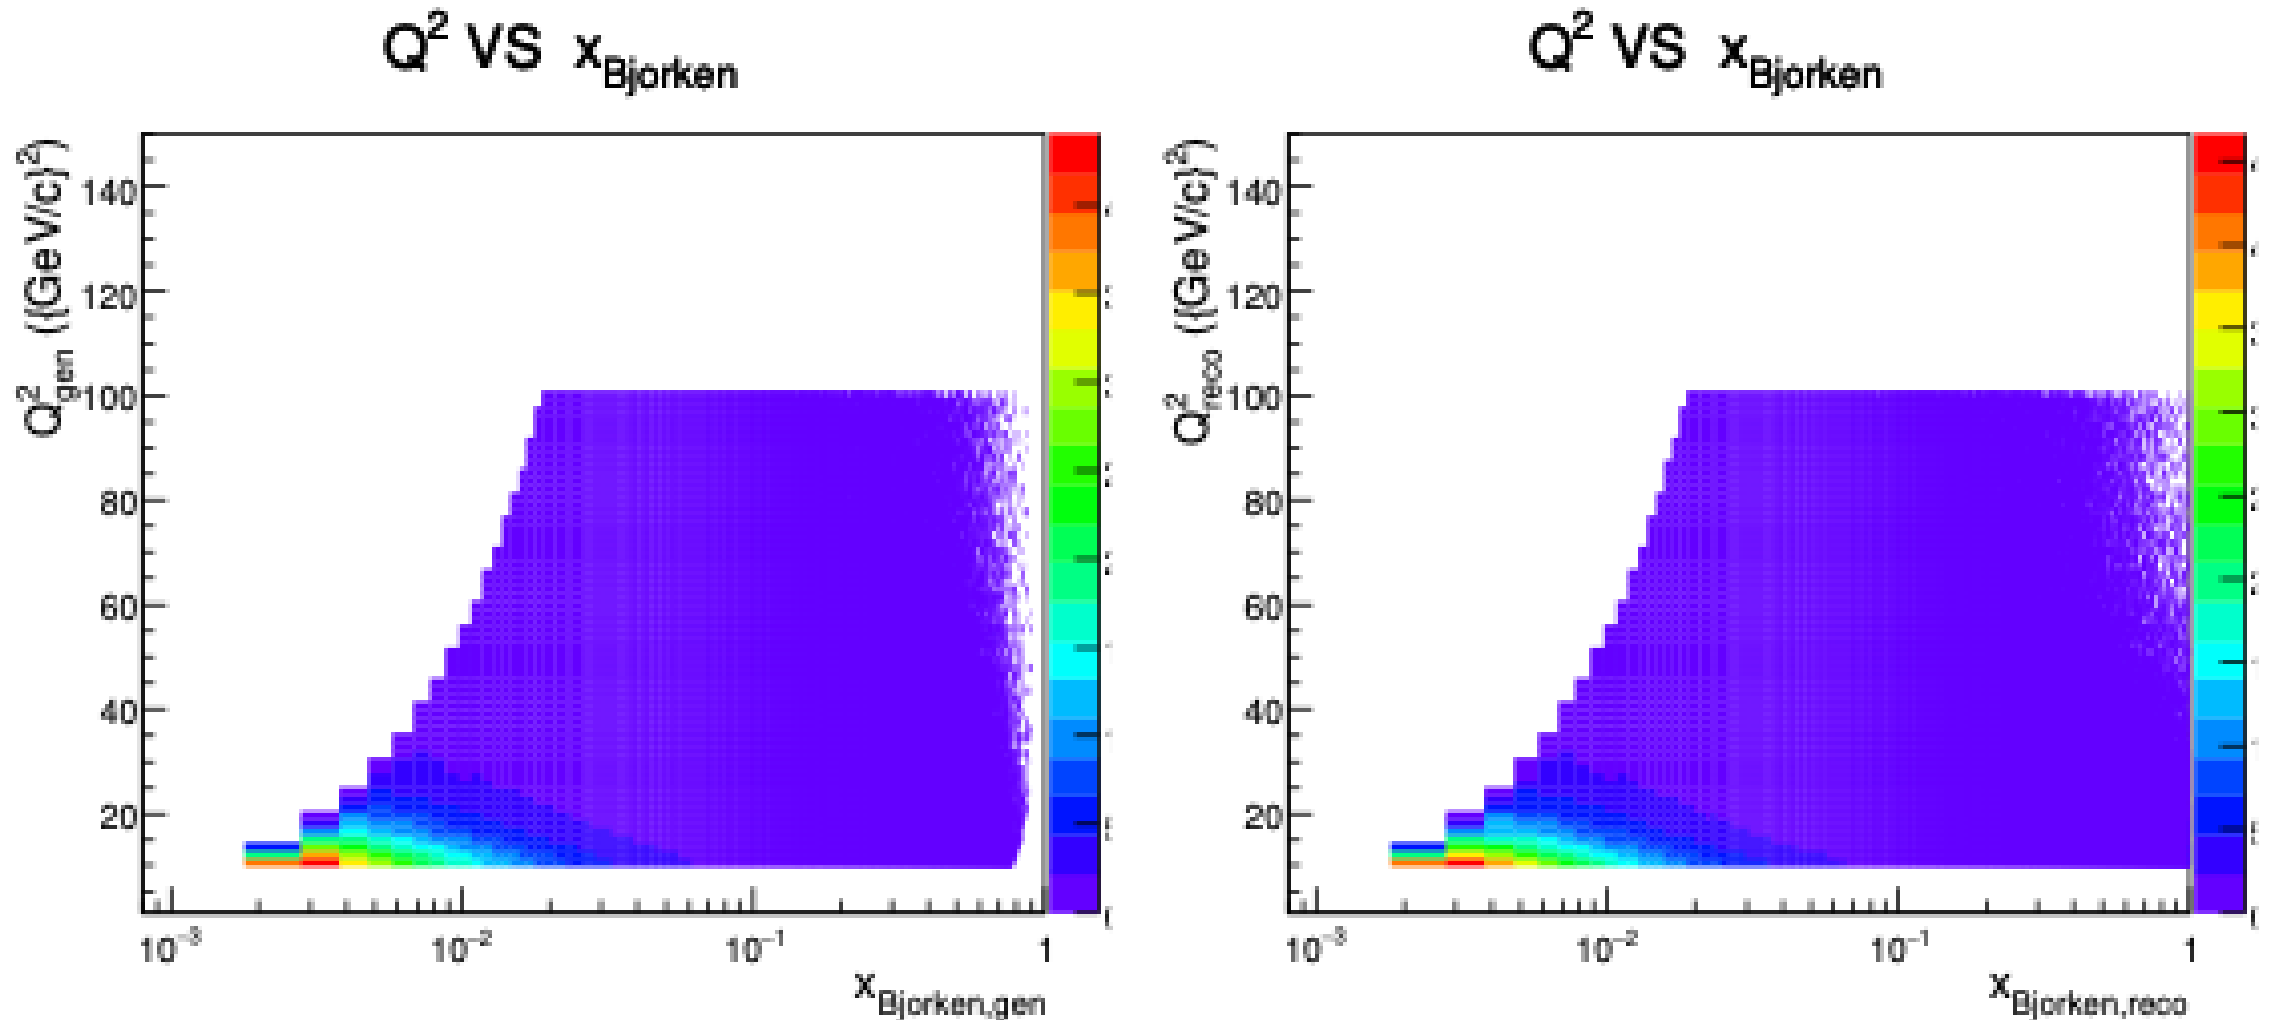 Q² VS x_Bjorken
Q²_gen ({GeV/c}²)
140
120
100
80
60
40
20
10⁻³ 10⁻² 10⁻¹ 1
x_Bjorken,gen
Q² VS x_Bjorken
Q²_reco ({GeV/c}²)
140
120
100
80
60
40
20
10⁻³ 10⁻² 10⁻¹ 1
x_Bjorken,reco